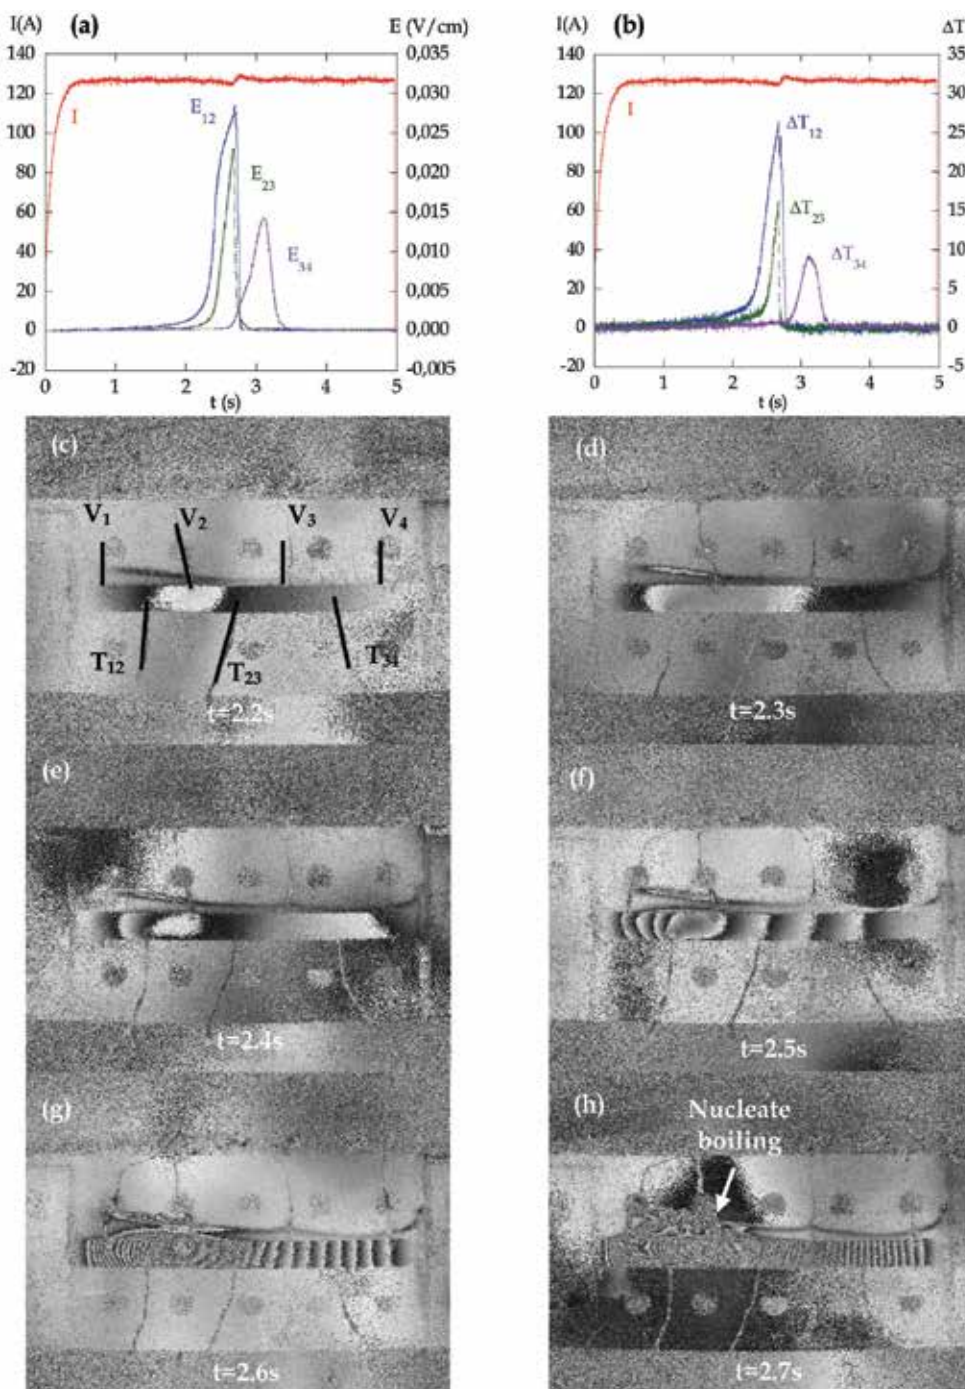 I(A) (a) E (V/cm)
140 0,035
120 0,030
100 0,025
80 0,020
60 0,015
40 0,010
20 0,005
0 0,000
-20 -0,005
I
E12
E23
E34
0 1 2 3 4 5
t (s)
I(A) (b) ΔT
140 35
120 30
100 25
80 20
60 15
40 10
20 5
0 0
-20 -5
I
ΔT12
ΔT23
ΔT34
0 1 2 3 4 5
t (s)
(c)
V1 V2 V3 V4
T12 T23 T34
t=2.2s
(d)
t=2.3s
(e)
t=2.4s
(f)
t=2.5s
(g)
t=2.6s
(h)
Nucleate
boiling
t=2.7s